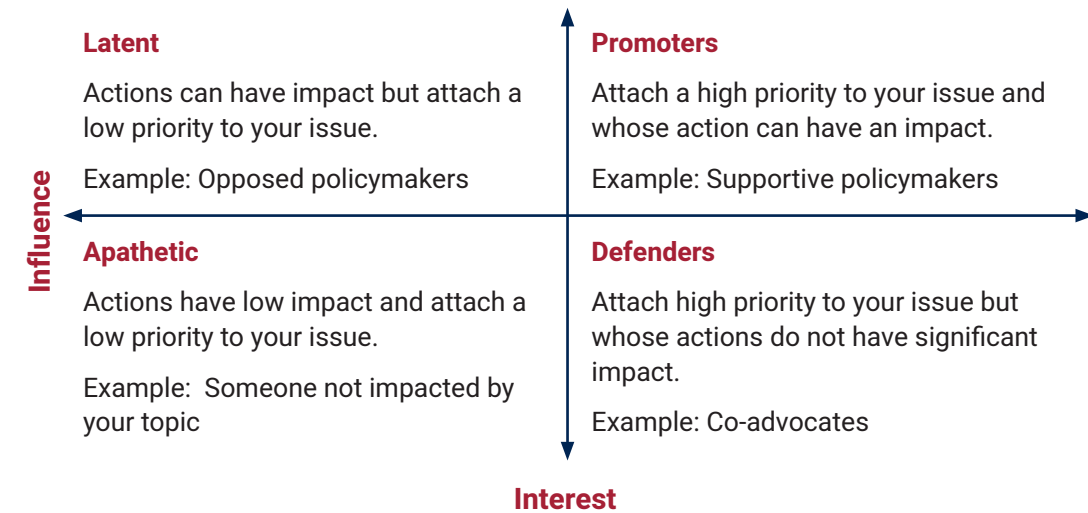 Latent
Actions can have impact but attach a
low priority to your issue.
Example: Opposed policymakers
Promoters
Attach a high priority to your issue and
whose action can have an impact.
Example: Supportive policymakers
Influence
Apathetic
Actions have low impact and attach a
low priority to your issue.
Example:  Someone not impacted by
your topic
Defenders
Attach high priority to your issue but
whose actions do not have significant
impact.
Example: Co-advocates
Interest